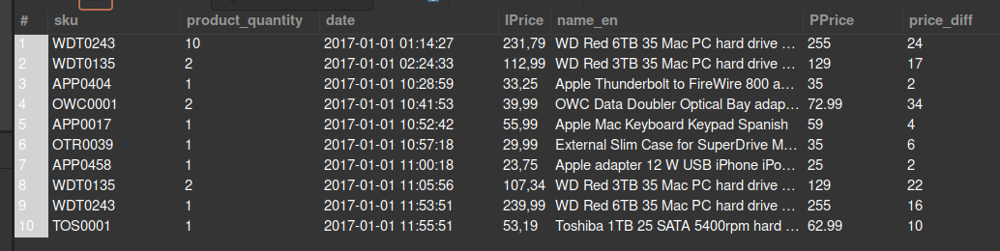 # sku product_quantity date IPrice name_en PPrice price_diff
1 WDT0243 10 2017-01-01 01:14:27 231,79 WD Red 6TB 35 Mac PC hard drive ... 255 24
2 WDT0135 2 2017-01-01 02:24:33 112,99 WD Red 3TB 35 Mac PC hard drive ... 129 17
3 APP0404 1 2017-01-01 10:28:59 33,25 Apple Thunderbolt to FireWire 800 a... 35 2
4 OWC0001 2 2017-01-01 10:41:53 39,99 OWC Data Doubler Optical Bay adap... 72.99 34
5 APP0017 1 2017-01-01 10:52:42 55,99 Apple Mac Keyboard Keypad Spanish 59 4
6 OTR0039 1 2017-01-01 10:57:18 29,99 External Slim Case for SuperDrive M... 35 6
7 APP0458 1 2017-01-01 11:00:18 23,75 Apple adapter 12 W USB iPhone iPo... 25 2
8 WDT0135 2 2017-01-01 11:05:56 107,34 WD Red 3TB 35 Mac PC hard drive ... 129 22
9 WDT0243 1 2017-01-01 11:53:51 239,99 WD Red 6TB 35 Mac PC hard drive ... 255 16
10 TOS0001 1 2017-01-01 11:55:51 53,19 Toshiba 1TB 25 SATA 5400rpm hard ... 62.99 10